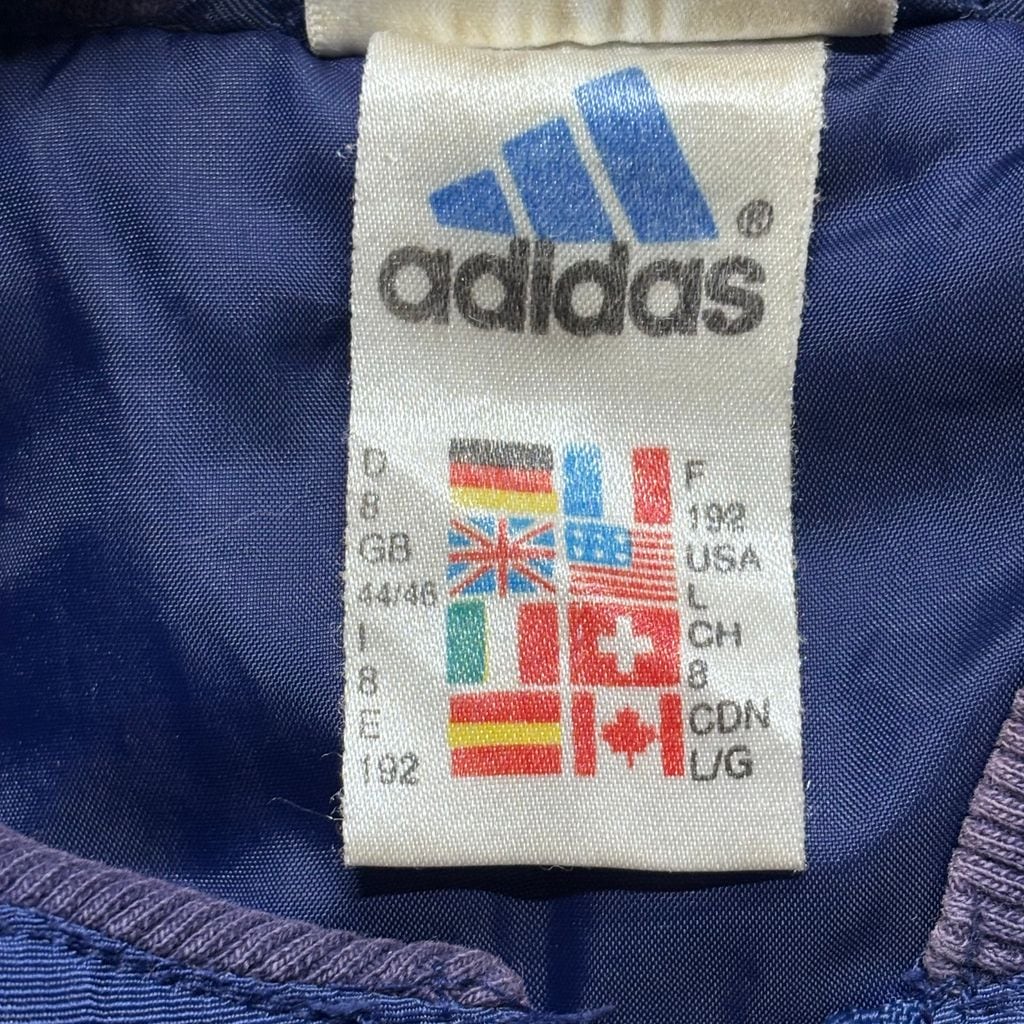 adidas®
D
8
GB
44/46
I
8
E
192
F
192
USA
L
CH
8
CDN
L/G